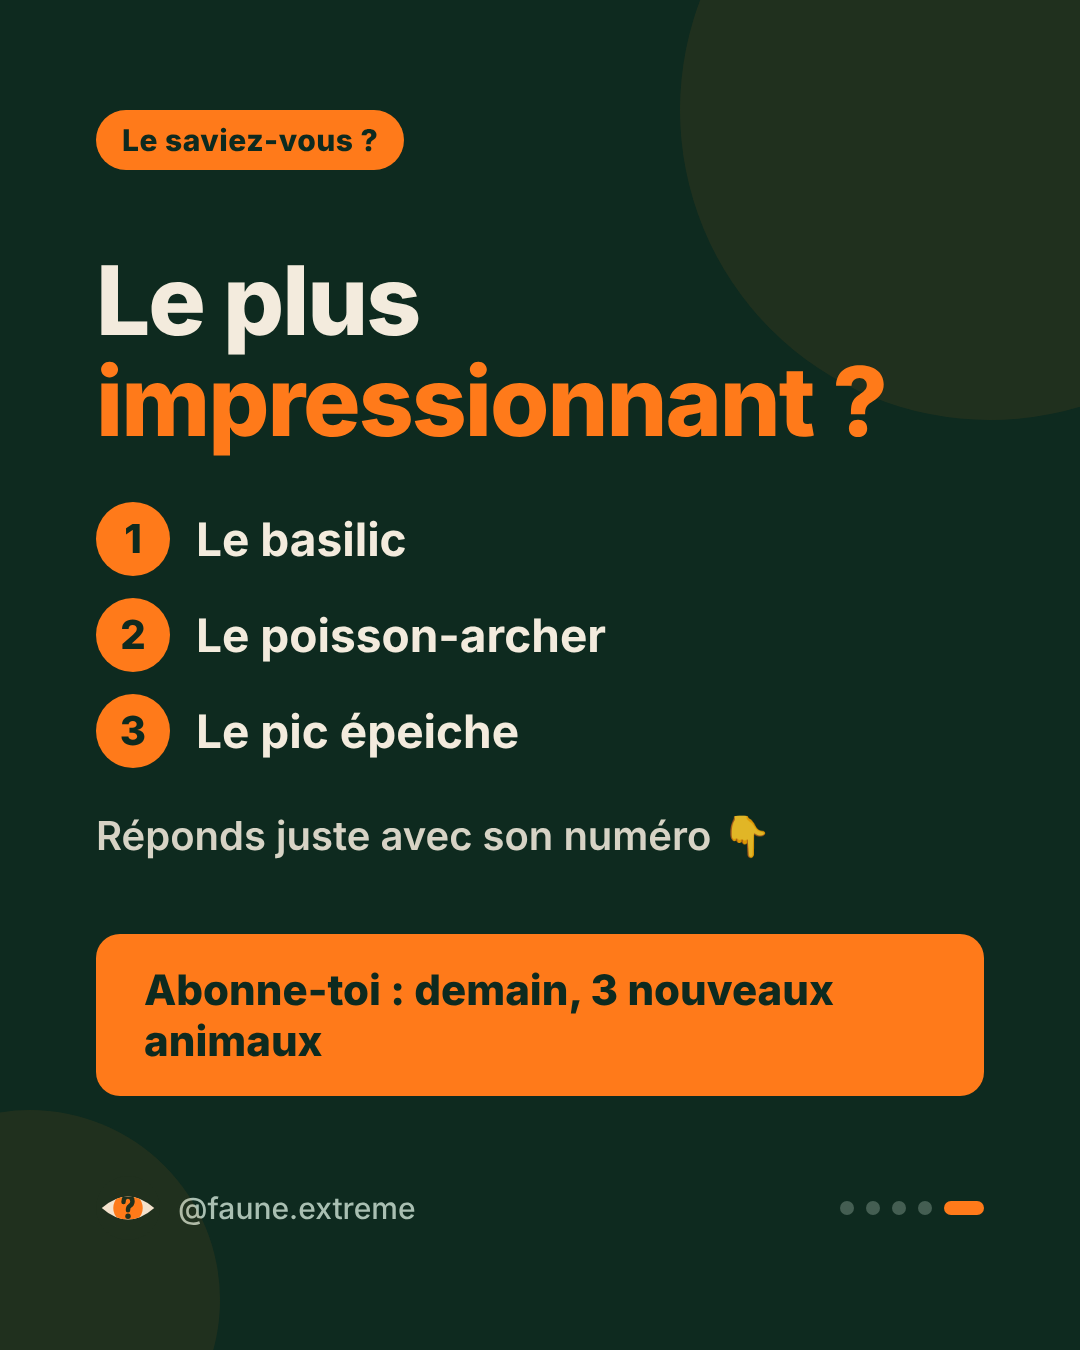 Le saviez-vous ?
Le plus
impressionnant ?
1 Le basilic
2 Le poisson-archer
3 Le pic épeiche
Réponds juste avec son numéro 👇
Abonne-toi : demain, 3 nouveaux
animaux
?
@faune.extreme